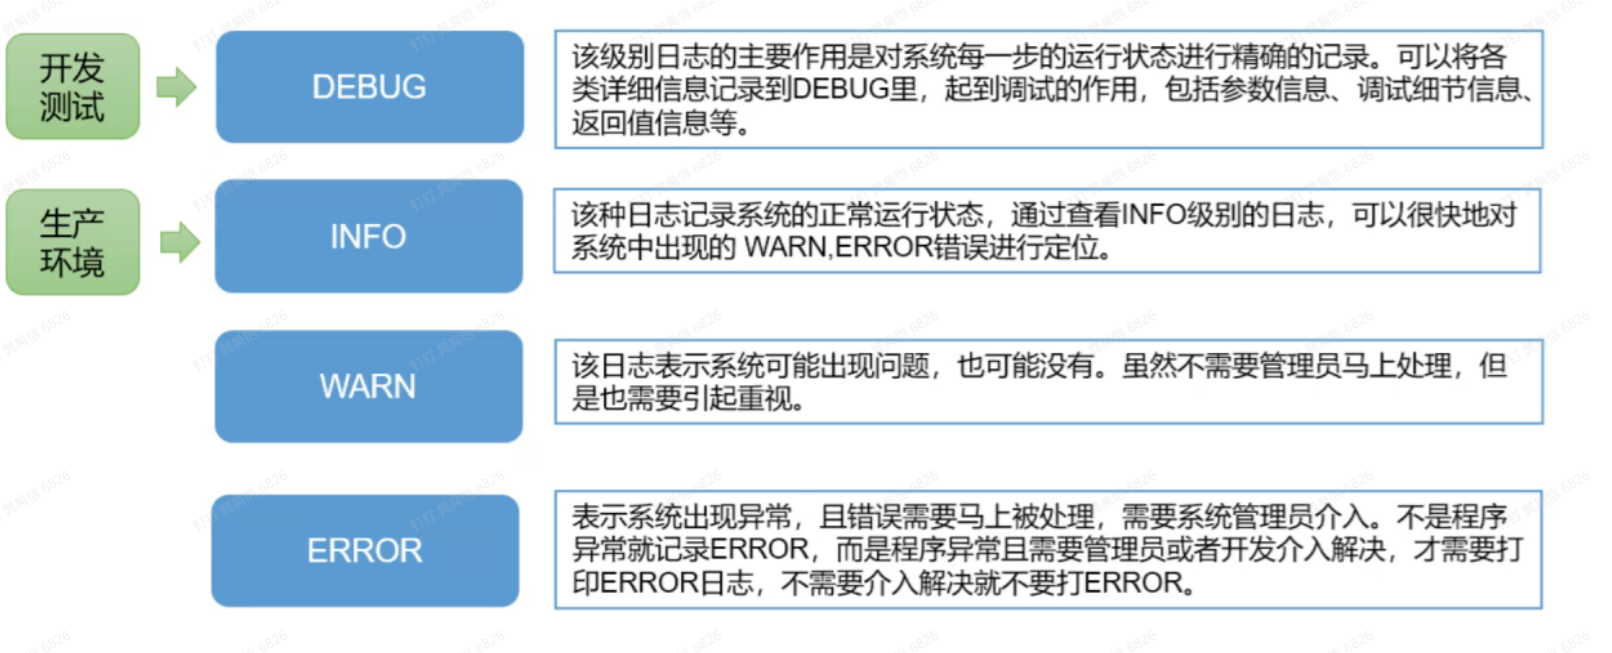 开发
测试
DEBUG
该级别日志的主要作用是对系统每一步的运行状态进行精确的记录。可以将各
类详细信息记录到DEBUG里，起到调试的作用，包括参数信息、调试细节信息、
返回值信息等。
生产
环境
INFO
该种日志记录系统的正常运行状态，通过查看INFO级别的日志，可以很快地对
系统中出现的 WARN,ERROR错误进行定位。
WARN
该日志表示系统可能出现问题，也可能没有。虽然不需要管理员马上处理，但
是也需要引起重视。
ERROR
表示系统出现异常，且错误需要马上被处理，需要系统管理员介入。不是程序
异常就记录ERROR，而是程序异常且需要管理员或者开发介入解决，才需要打
印ERROR日志，不需要介入解决就不要打ERROR。